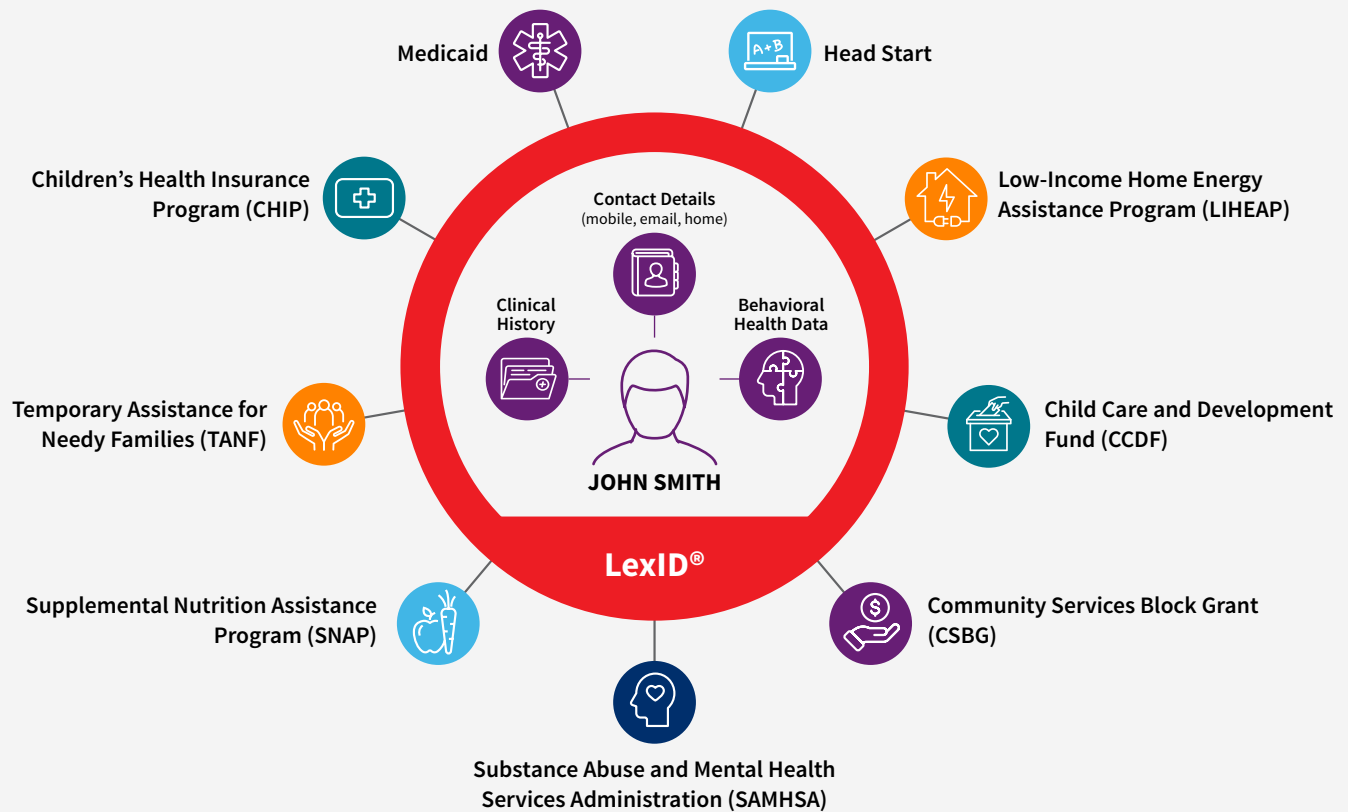 Medicaid
A+B
Head Start
Children’s Health Insurance
Program (CHIP)
Low-Income Home Energy
Assistance Program (LIHEAP)
Contact Details
(mobile, email, home)
Clinical
History
Behavioral
Health Data
Temporary Assistance for
Needy Families (TANF)
Child Care and Development
Fund (CCDF)
JOHN SMITH
LexID®
Supplemental Nutrition Assistance
Program (SNAP)
$
Community Services Block Grant
(CSBG)
Substance Abuse and Mental Health
Services Administration (SAMHSA)